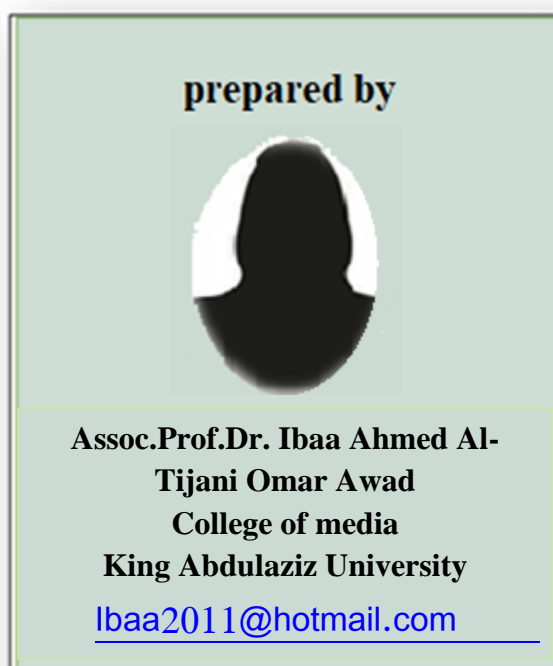 prepared by
Assoc.Prof.Dr. Ibaa Ahmed Al-
Tijani Omar Awad
College of media
King Abdulaziz University
Ibaa2011@hotmail.com